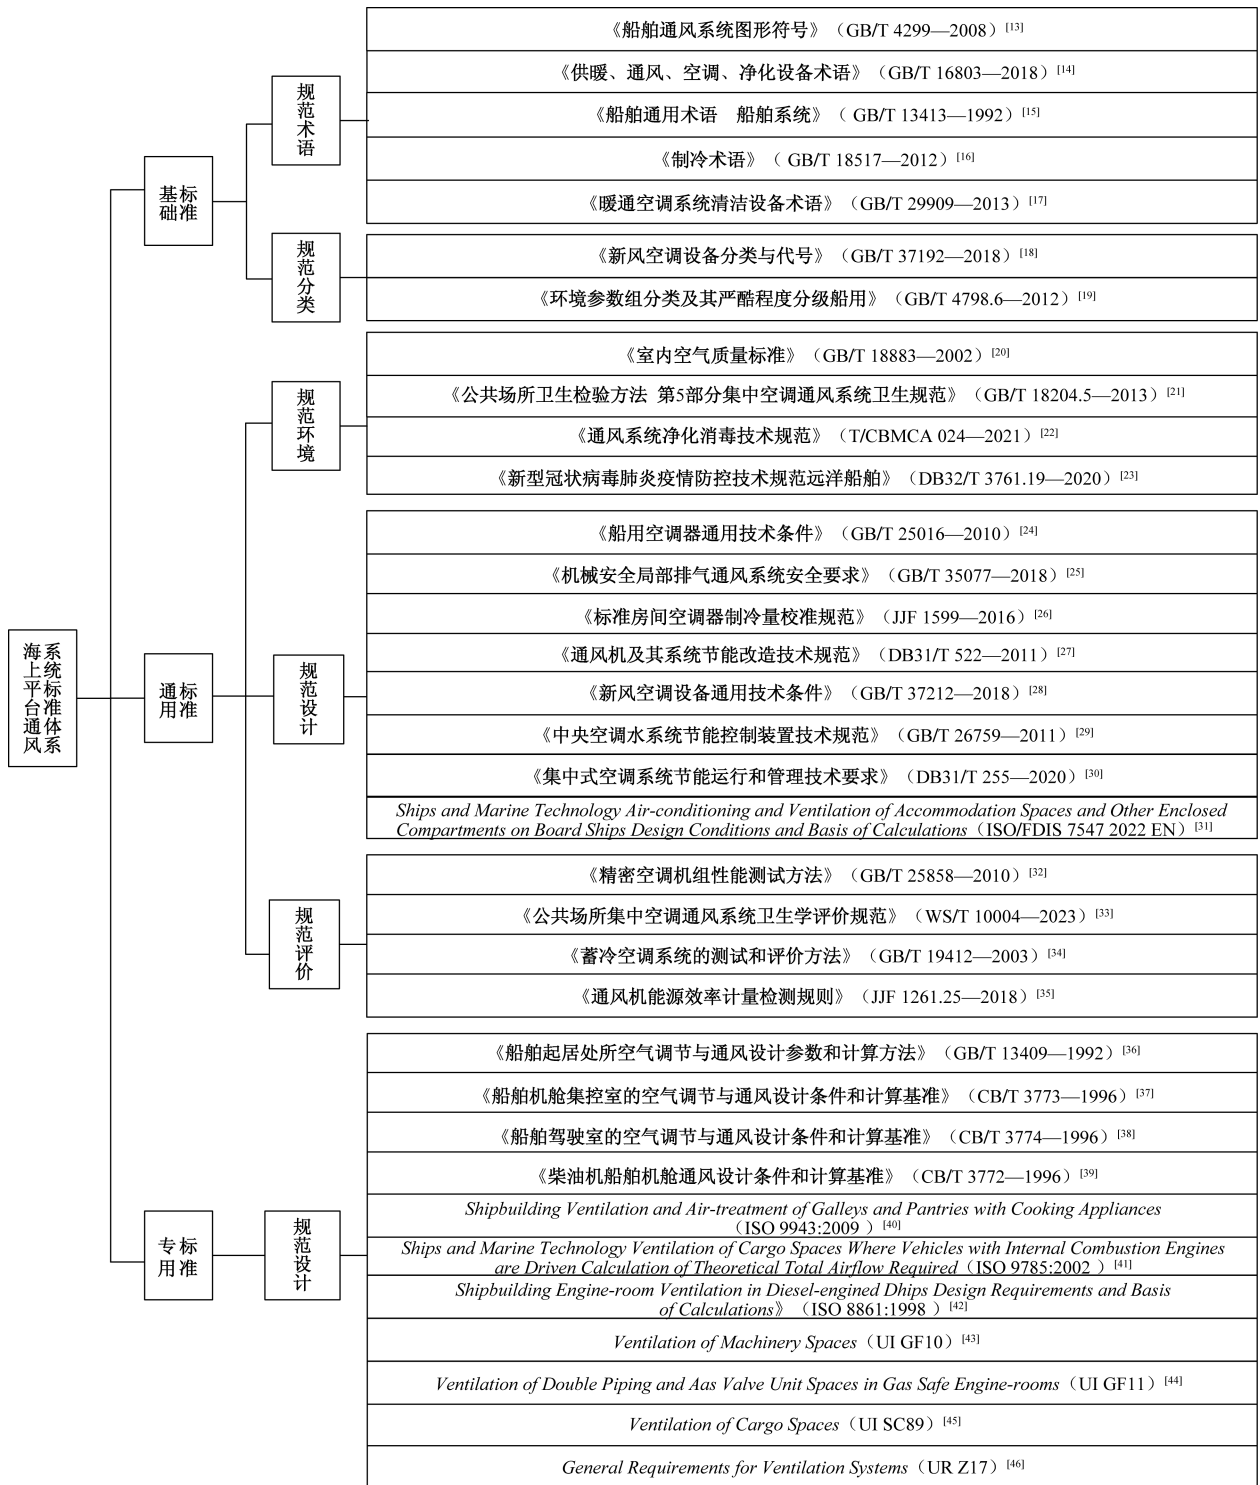 海上平台通风
系统标准体系
基础
标准
规范术语
《船舶通风系统图形符号》（GB/T 4299—2008）[13]
《供暖、通风、空调、净化设备术语》（GB/T 16803—2018）[14]
《船舶通用术语　船舶系统》（ GB/T 13413—1992）[15]
《制冷术语》（ GB/T 18517—2012）[16]
《暖通空调系统清洁设备术语》（GB/T 29909—2013）[17]
规范分类
《新风空调设备分类与代号》（GB/T 37192—2018）[18]
《环境参数组分类及其严酷程度分级船用》（GB/T 4798.6—2012）[19]
通用
标准
规范环境
《室内空气质量标准》（GB/T 18883—2002）[20]
《公共场所卫生检验方法 第5部分集中空调通风系统卫生规范》（GB/T 18204.5—2013）[21]
《通风系统净化消毒技术规范》（T/CBMCA 024—2021）[22]
《新型冠状病毒肺炎疫情防控技术规范远洋船舶》（DB32/T 3761.19—2020）[23]
规范设计
《船用空调器通用技术条件》（GB/T 25016—2010）[24]
《机械安全局部排气通风系统安全要求》（GB/T 35077—2018）[25]
《标准房间空调器制冷量校准规范》（JJF 1599—2016）[26]
《通风机及其系统节能改造技术规范》（DB31/T 522—2011）[27]
《新风空调设备通用技术条件》（GB/T 37212—2018）[28]
《中央空调水系统节能控制装置技术规范》（GB/T 26759—2011）[29]
《集中式空调系统节能运行和管理技术要求》（DB31/T 255—2020）[30]
Ships and Marine Technology Air-conditioning and Ventilation of Accommodation Spaces and Other Enclosed
Compartments on Board Ships Design Conditions and Basis of Calculations（ISO/FDIS 7547 2022 EN）[31]
规范评价
《精密空调机组性能测试方法》（GB/T 25858—2010）[32]
《公共场所集中空调通风系统卫生学评价规范》（WS/T 10004—2023）[33]
《蓄冷空调系统的测试和评价方法》（GB/T 19412—2003）[34]
《通风机能源效率计量检测规则》（JJF 1261.25—2018）[35]
专用
标准
规范设计
《船舶起居处所空气调节与通风设计参数和计算方法》（GB/T 13409—1992）[36]
《船舶机舱集控室的空气调节与通风设计条件和计算基准》（CB/T 3773—1996）[37]
《船舶驾驶室的空气调节与通风设计条件和计算基准》（CB/T 3774—1996）[38]
《柴油机船舶机舱通风设计条件和计算基准》（CB/T 3772—1996）[39]
Shipbuilding Ventilation and Air-treatment of Galleys and Pantries with Cooking Appliances
（ISO 9943:2009 ）[40]
Ships and Marine Technology Ventilation of Cargo Spaces Where Vehicles with Internal Combustion Engines
are Driven Calculation of Theoretical Total Airflow Required（ISO 9785:2002 ）[41]
Shipbuilding Engine-room Ventilation in Diesel-engined Dhips Design Requirements and Basis
of Calculations》（ISO 8861:1998 ）[42]
Ventilation of Machinery Spaces（UI GF10）[43]
Ventilation of Double Piping and Aas Valve Unit Spaces in Gas Safe Engine-rooms（UI GF11）[44]
Ventilation of Cargo Spaces（UI SC89）[45]
General Requirements for Ventilation Systems（UR Z17）[46]